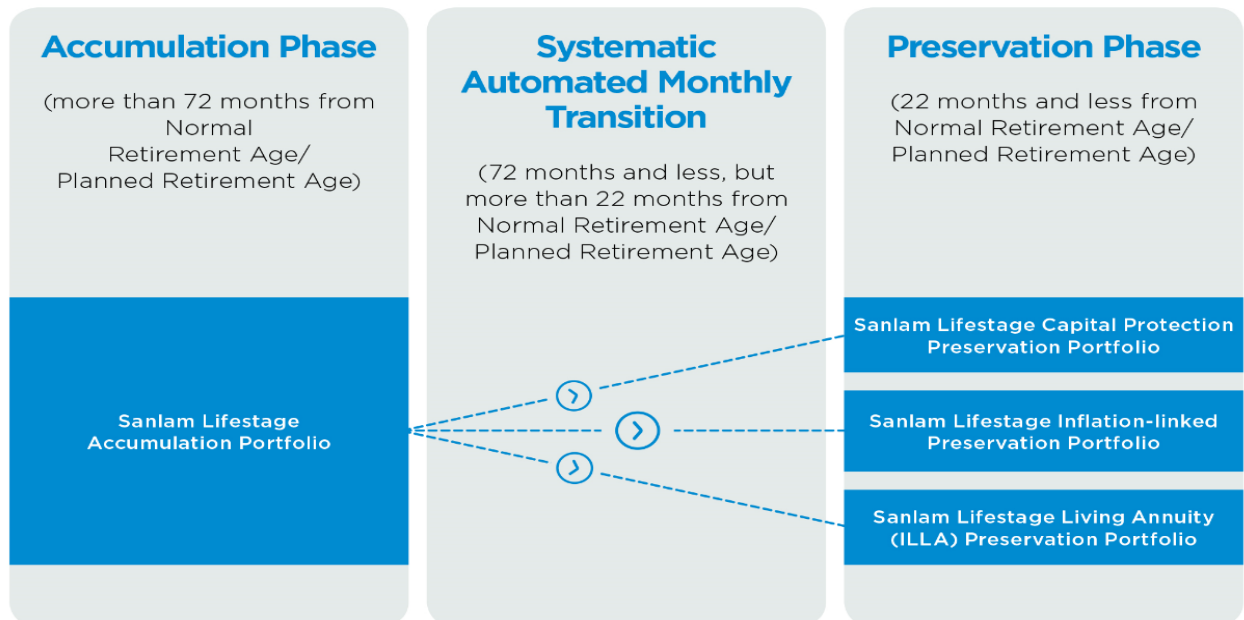 Accumulation Phase
(more than 72 months from
Normal
Retirement Age/
Planned Retirement Age)
Sanlam Lifestage
Accumulation Portfolio
Systematic
Automated Monthly
Transition
(72 months and less, but
more than 22 months from
Normal Retirement Age/
Planned Retirement Age)
Preservation Phase
(22 months and less from
Normal Retirement Age/
Planned Retirement Age)
Sanlam Lifestage Capital Protection
Preservation Portfolio
Sanlam Lifestage Inflation-linked
Preservation Portfolio
Sanlam Lifestage Living Annuity
(ILLA) Preservation Portfolio